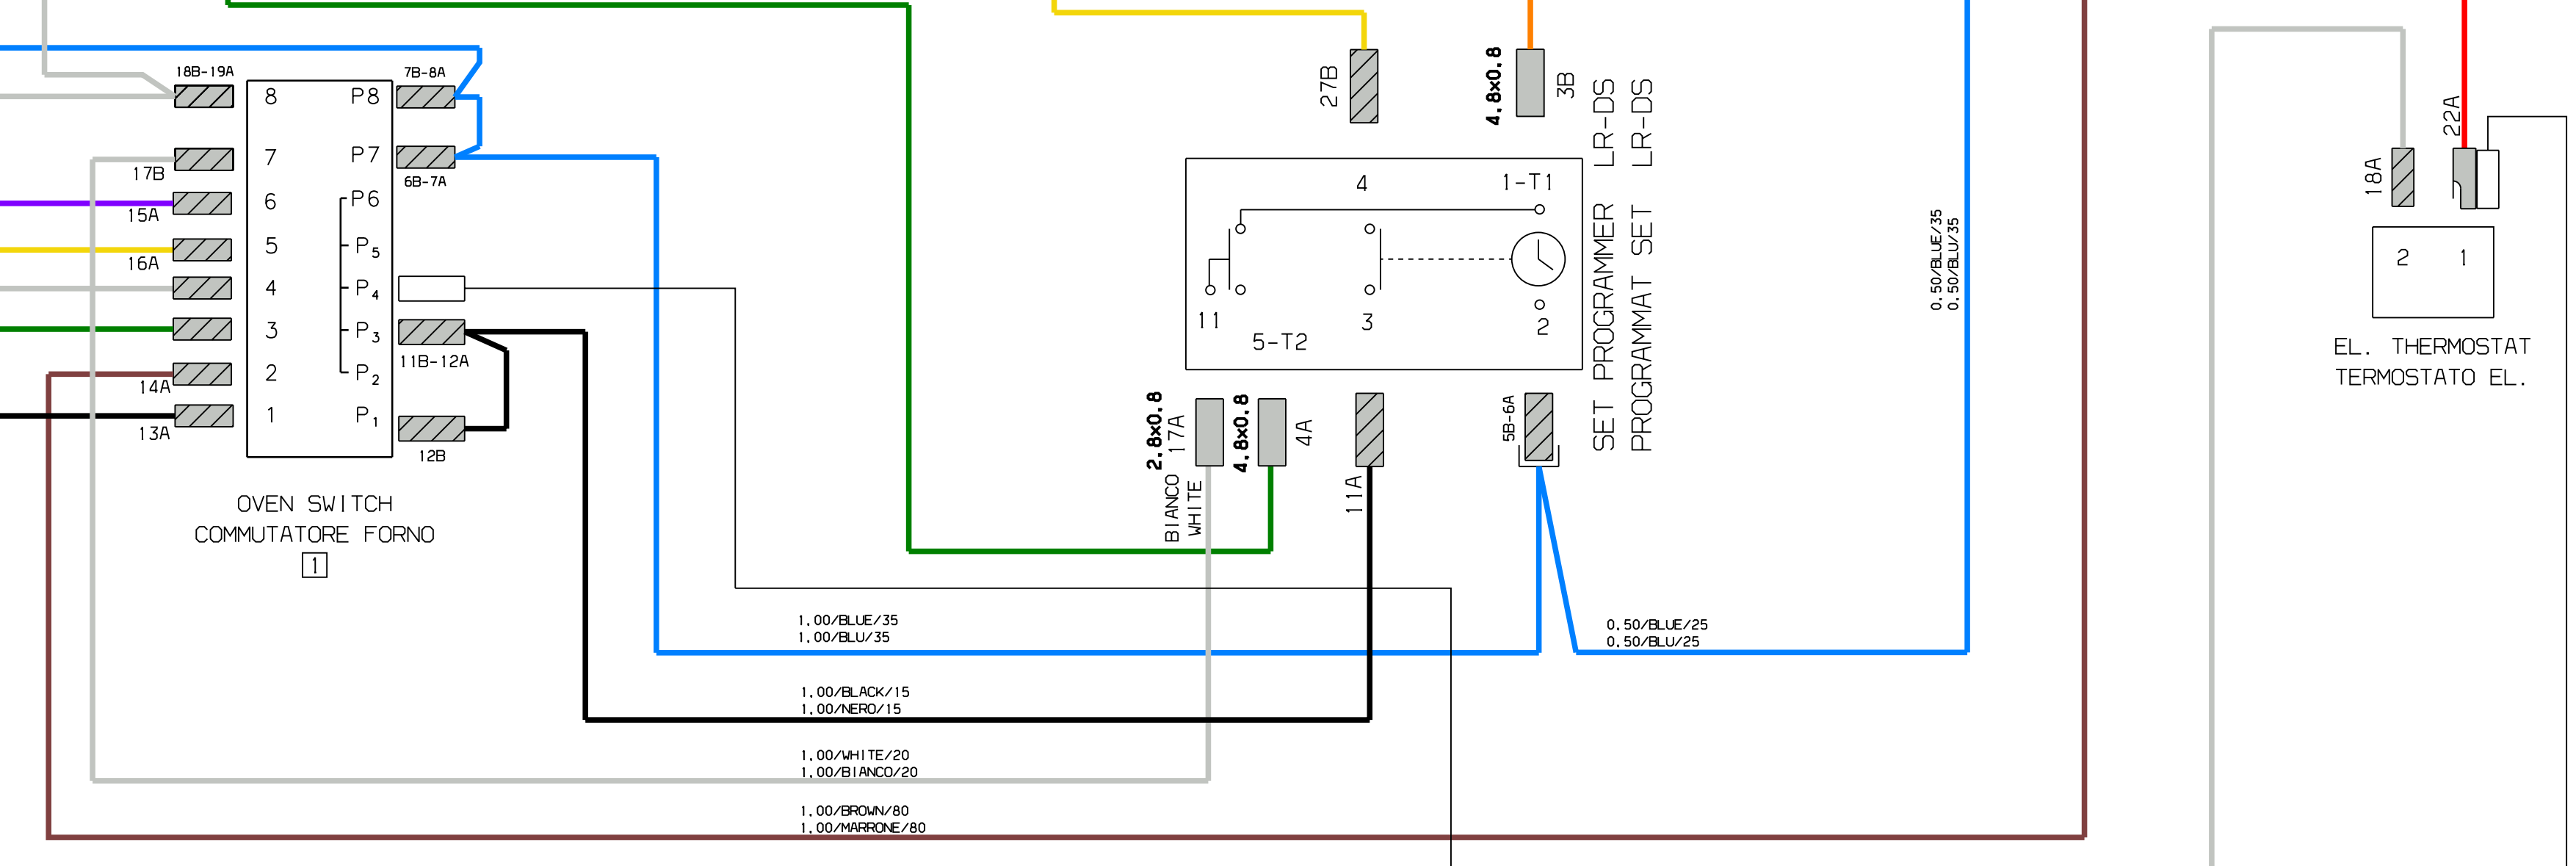 18B-19A
7B-8A
8 P8
7 P7
17B
6B-7A
6 P6
15A
5 P5
16A
4 P4
3 P3
11B-12A
2 P2
14A
1 P1
13A
12B
OVEN SWITCH
COMMUTATORE FORNO
1
27B
4.8x0.8
3B
4
1-T1
11
5-T2
3
2
SET PROGRAMMER LR-DS
PROGRAMMAT SET LR-DS
2.8x0.8
17A
BIANCO
WHITE
4.8x0.8
4A
11A
5B-6A
1,00/BLUE/35
1,00/BLU/35
0,50/BLUE/25
0,50/BLU/25
0,50/BLUE/35
0,50/BLU/35
1,00/BLACK/15
1,00/NERO/15
1,00/WHITE/20
1,00/BIANCO/20
1,00/BROWN/80
1,00/MARRONE/80
18A
22A
2 1
EL. THERMOSTAT
TERMOSTATO EL.